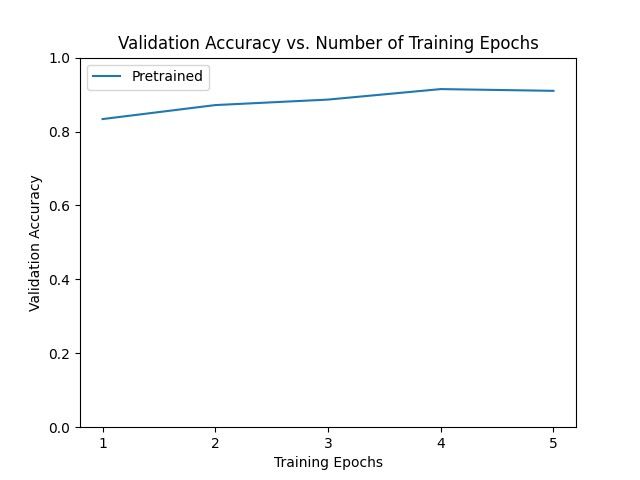 Validation Accuracy vs. Number of Training Epochs
Pretrained
1.0
0.8
0.6
0.4
0.2
0.0
Validation Accuracy
1 2 3 4 5
Training Epochs